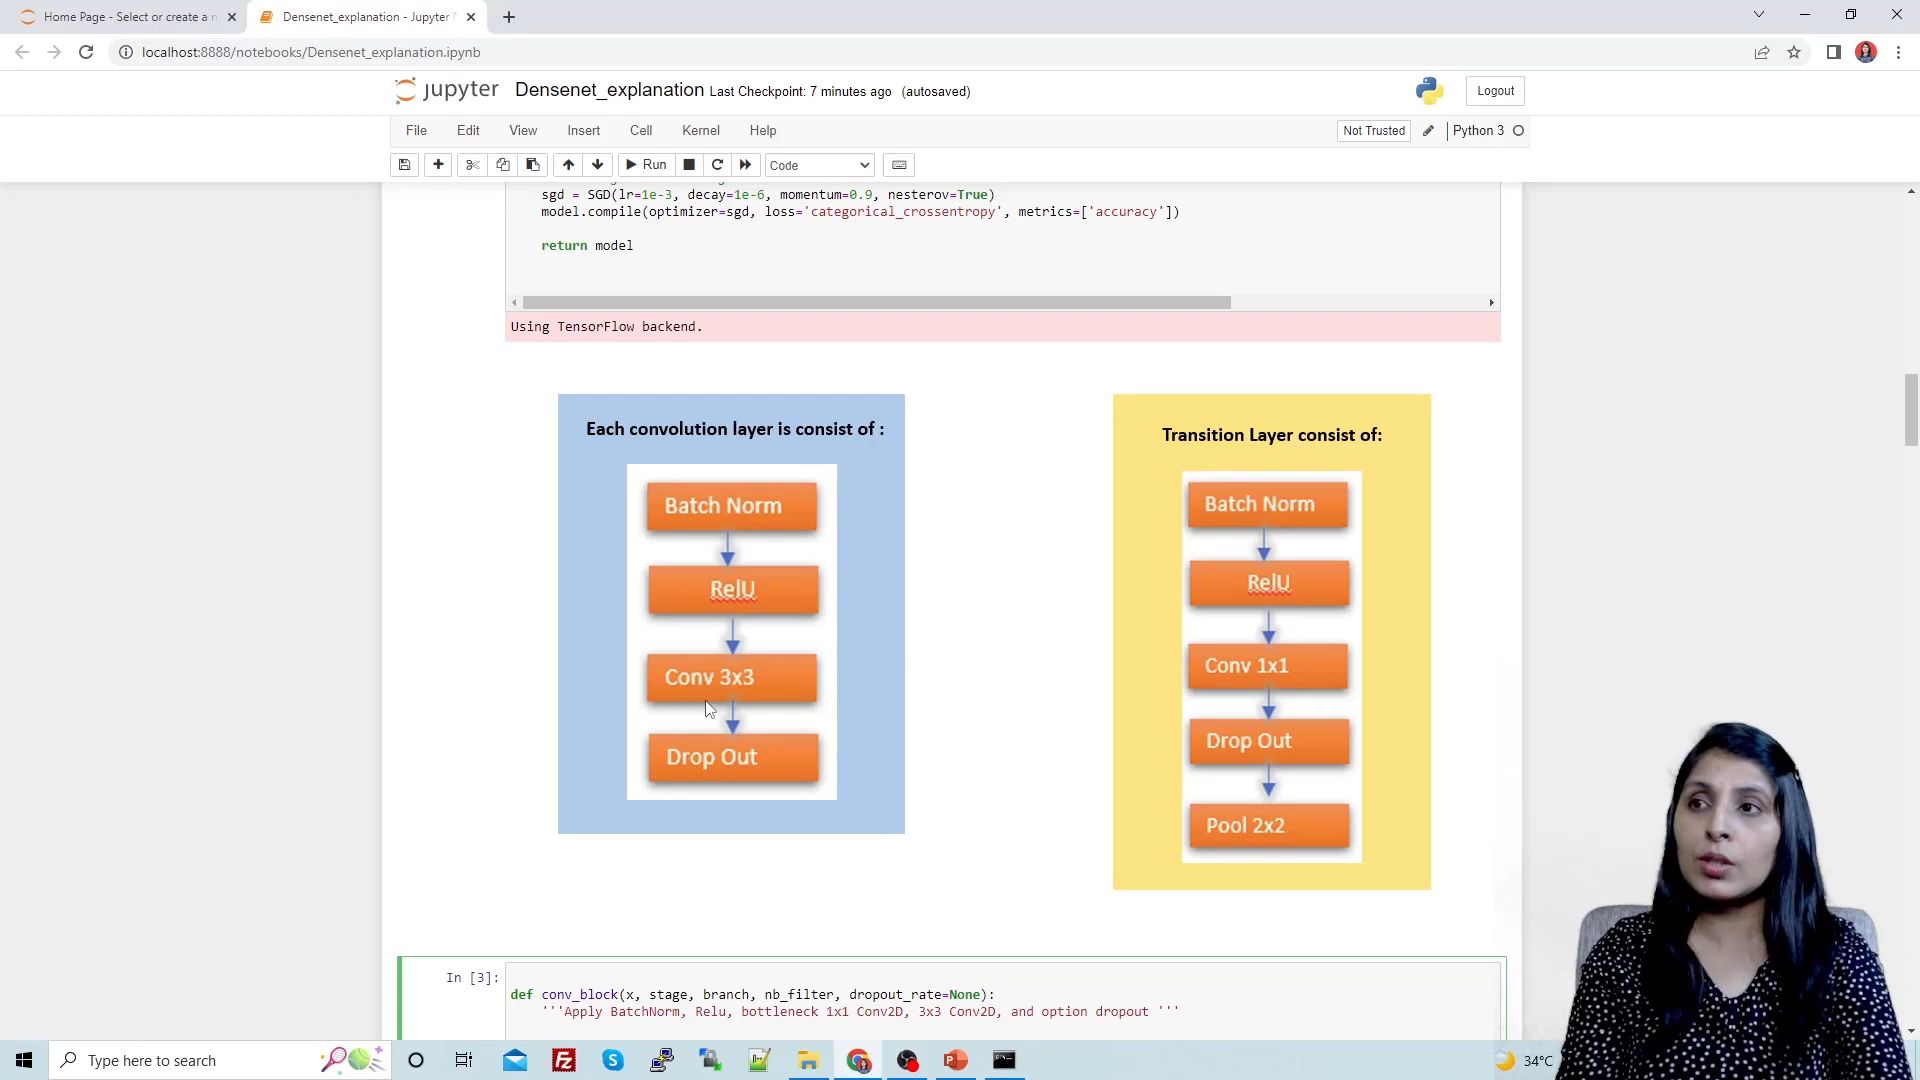 Home Page - Select or create a n
Densenet_explanation - Jupyter N
localhost:8888/notebooks/Densenet_explanation.ipynb
jupyter Densenet_explanation Last Checkpoint: 7 minutes ago (autosaved)
Logout
File Edit View Insert Cell Kernel Help
Not Trusted Python 3
Run Code
sgd = SGD(lr=1e-3, decay=1e-6, momentum=0.9, nesterov=True)
model.compile(optimizer=sgd, loss='categorical_crossentropy', metrics=['accuracy'])
return model
Using TensorFlow backend.
Each convolution layer is consist of :
Batch Norm
RelU
Conv 3x3
Drop Out
Transition Layer consist of:
Batch Norm
RelU
Conv 1x1
Drop Out
Pool 2x2
In [3]:
def conv_block(x, stage, branch, nb_filter, dropout_rate=None):
'''Apply BatchNorm, Relu, bottleneck 1x1 Conv2D, 3x3 Conv2D, and option dropout '''
Type here to search
34°C